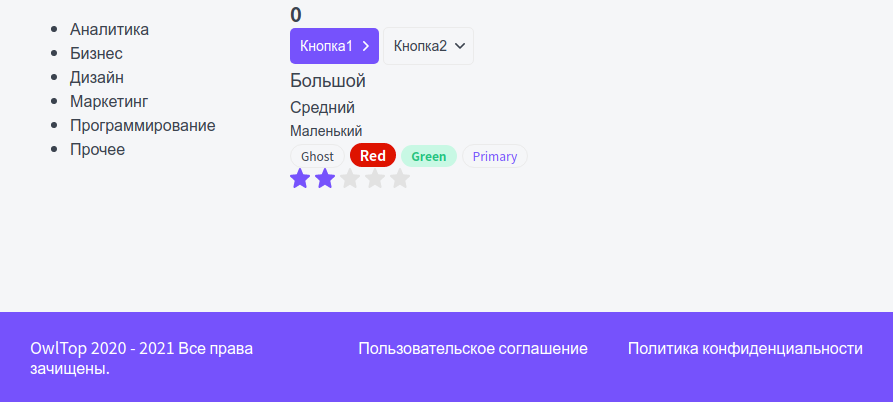 Аналитика
Бизнес
Дизайн
Маркетинг
Программирование
Прочее
0
Кнопка1 Кнопка2
Большой
Средний
Маленький
Ghost Red Green Primary
OwlTop 2020 - 2021 Все права
зачищены.
Пользовательское соглашение
Политика конфиденциальности